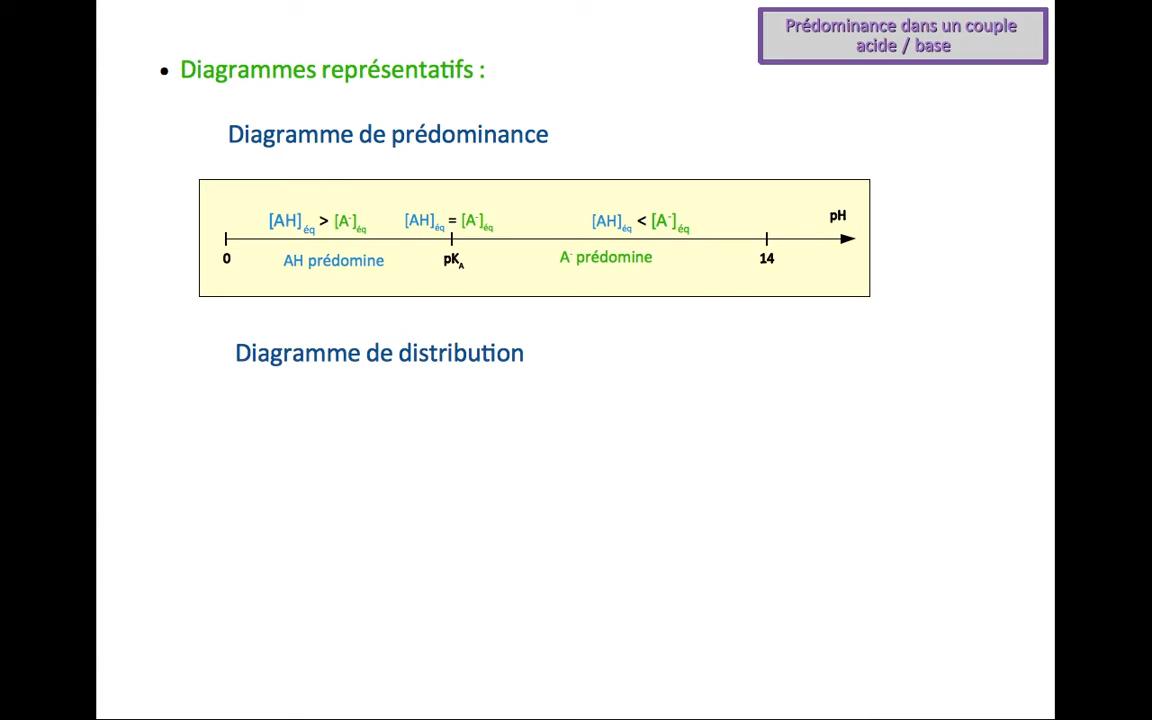 Prédominance dans un couple
acide / base
• Diagrammes représentatifs :
Diagramme de prédominance
[AH]éq > [A-]éq [AH]éq = [A-]éq [AH]éq < [A-]éq pH
0 AH prédomine pKA A- prédomine 14
Diagramme de distribution